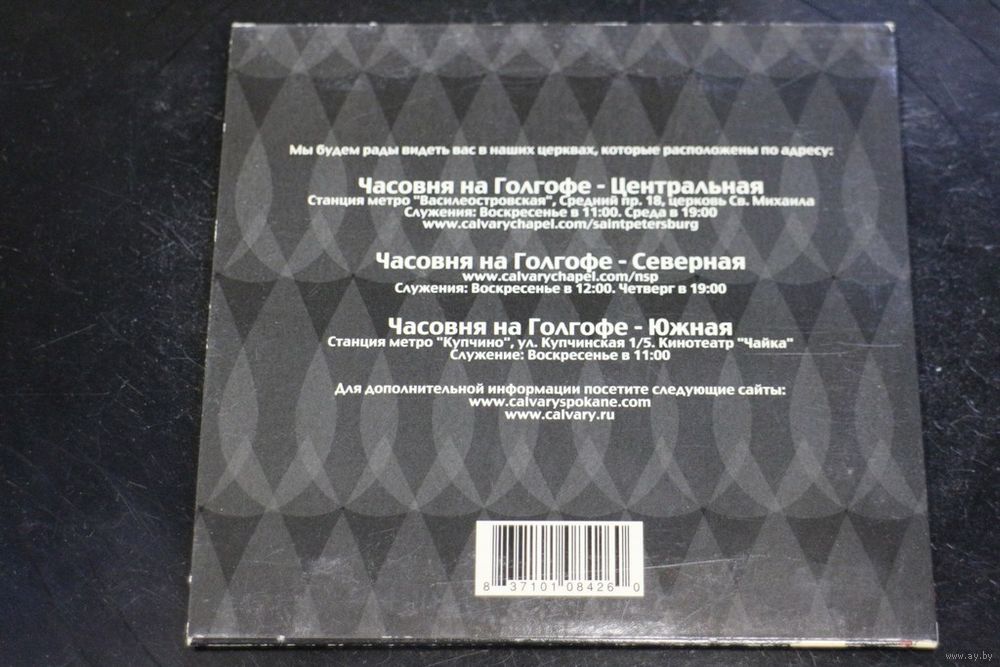 Мы будем рады видеть вас в наших церквах, которые расположены по адресу:
Часовня на Голгофе - Центральная
Станция метро "Василеостровская", Средний пр. 18, церковь Св. Михаила
Служения: Воскресенье в 11:00. Среда в 19:00
www.calvarychapel.com/saintpetersburg
Часовня на Голгофе - Северная
www.calvarychapel.com/nsp
Служения: Воскресенье в 12:00. Четверг в 19:00
Часовня на Голгофе - Южная
Станция метро "Купчино", ул. Купчинская 1/5. Кинотеатр "Чайка"
Служение: Воскресенье в 11:00
Для дополнительной информации посетите следующие сайты:
www.calvaryspokane.com
www.calvary.ru
8 37101 08426 0
www.ay.by